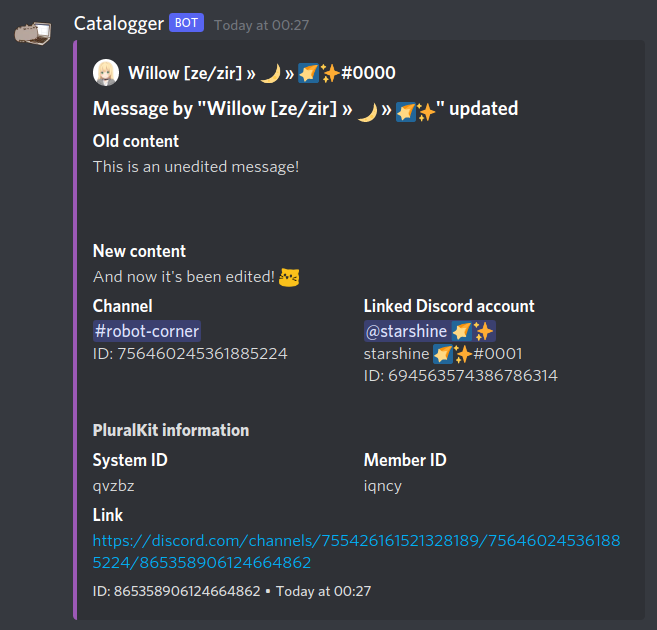 Catalogger BOT Today at 00:27
Willow [ze/zir] » 🌙 » 🌠✨#0000
Message by "Willow [ze/zir] » 🌙 » 🌠✨" updated
Old content
This is an unedited message!
New content
And now it's been edited!
Channel
#robot-corner
ID: 756460245361885224
Linked Discord account
@starshine 🌠✨
starshine 🌠✨#0001
ID: 694563574386786314
PluralKit information
System ID
qvzbz
Member ID
iqncy
Link
https://discord.com/channels/755426161521328189/75646024536188
5224/865358906124664862
ID: 865358906124664862 • Today at 00:27